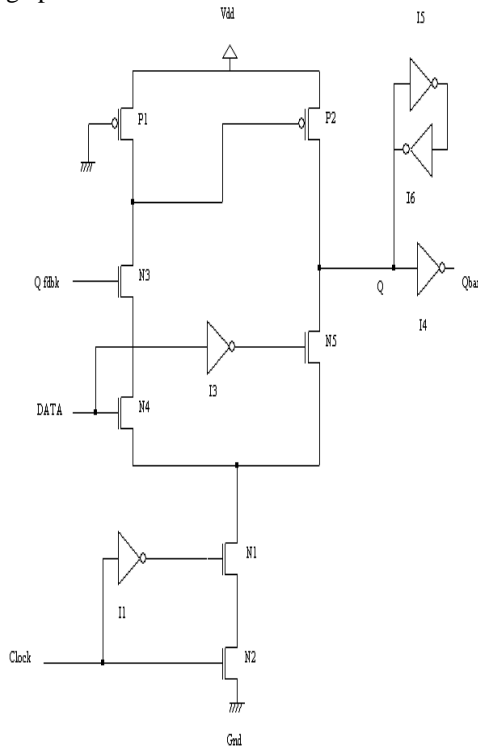 Vdd
I5
P1
P2
I6
N3
Q fdbk
Q
Qbar
I4
N5
I3
N4
DATA
N1
I1
Clock
N2
Gnd